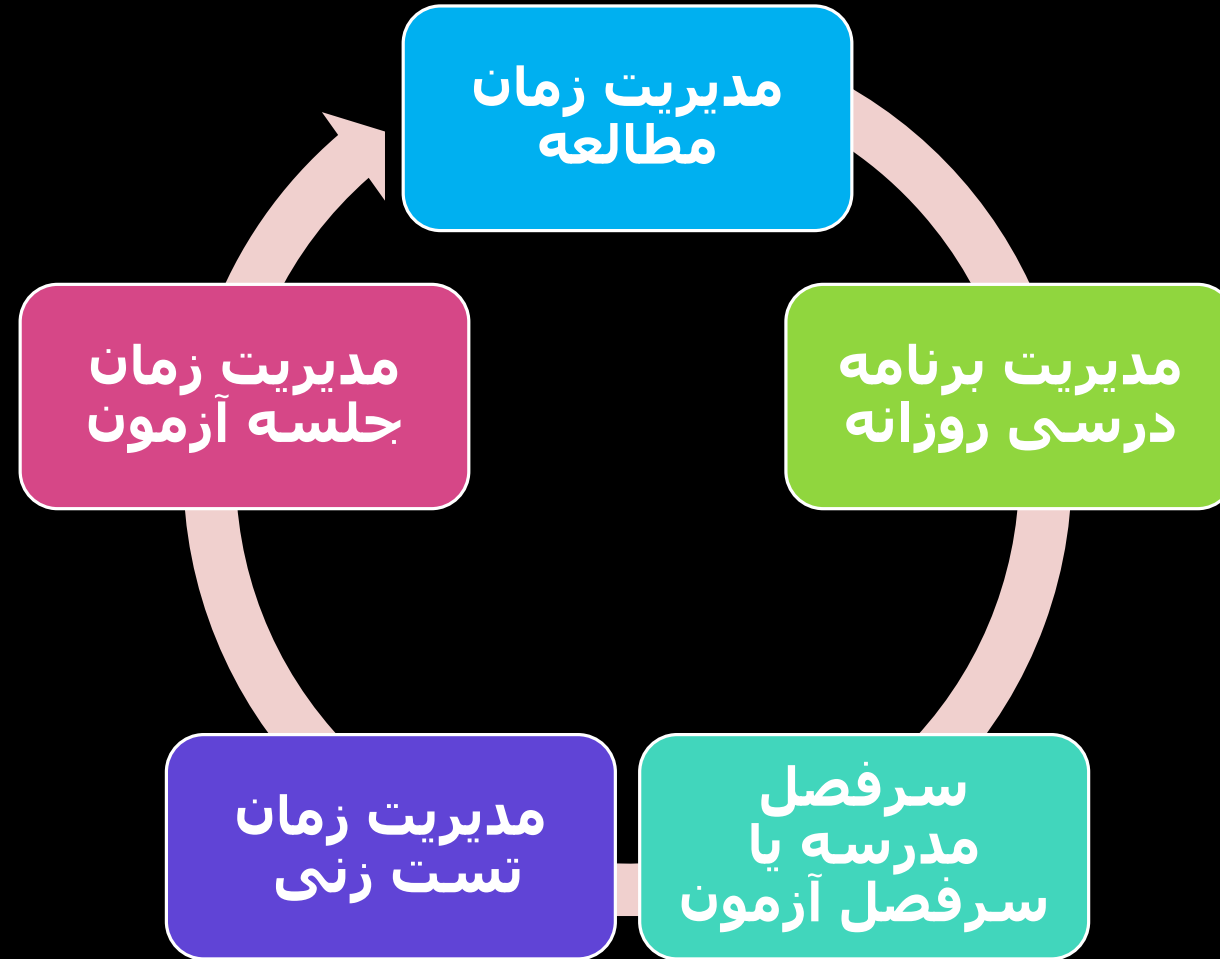 مدیریت زمان
مطالعه
مدیریت برنامه
درسی روزانه
سرفصل
مدرسه یا
سرفصل آزمون
مدیریت زمان
تست زنی
مدیریت زمان
جلسه آزمون